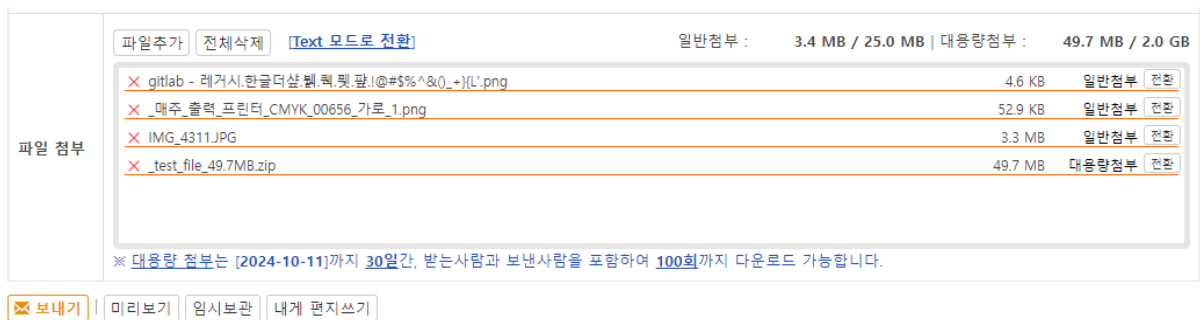 파일추가 전체삭제 [Text 모드로 전환] 일반첨부 : 3.4 MB / 25.0 MB | 대용량첨부 : 49.7 MB / 2.0 GB
gitlab - 레거시.한글더샾.뷁.퀙.펫.퍞.!@#$%^&()_+}{L'.png 4.6 KB 일반첨부 전환
_매주_출력_프린터_CMYK_00656_가로_1.png 52.9 KB 일반첨부 전환
IMG_4311.JPG 3.3 MB 일반첨부 전환
파일 첨부
_test_file_49.7MB.zip 49.7 MB 대용량첨부 전환
※ 대용량 첨부는 [2024-10-11]까지 30일간, 받는사람과 보낸사람을 포함하여 100회까지 다운로드 가능합니다.
보내기 | 미리보기 임시보관 내게 편지쓰기